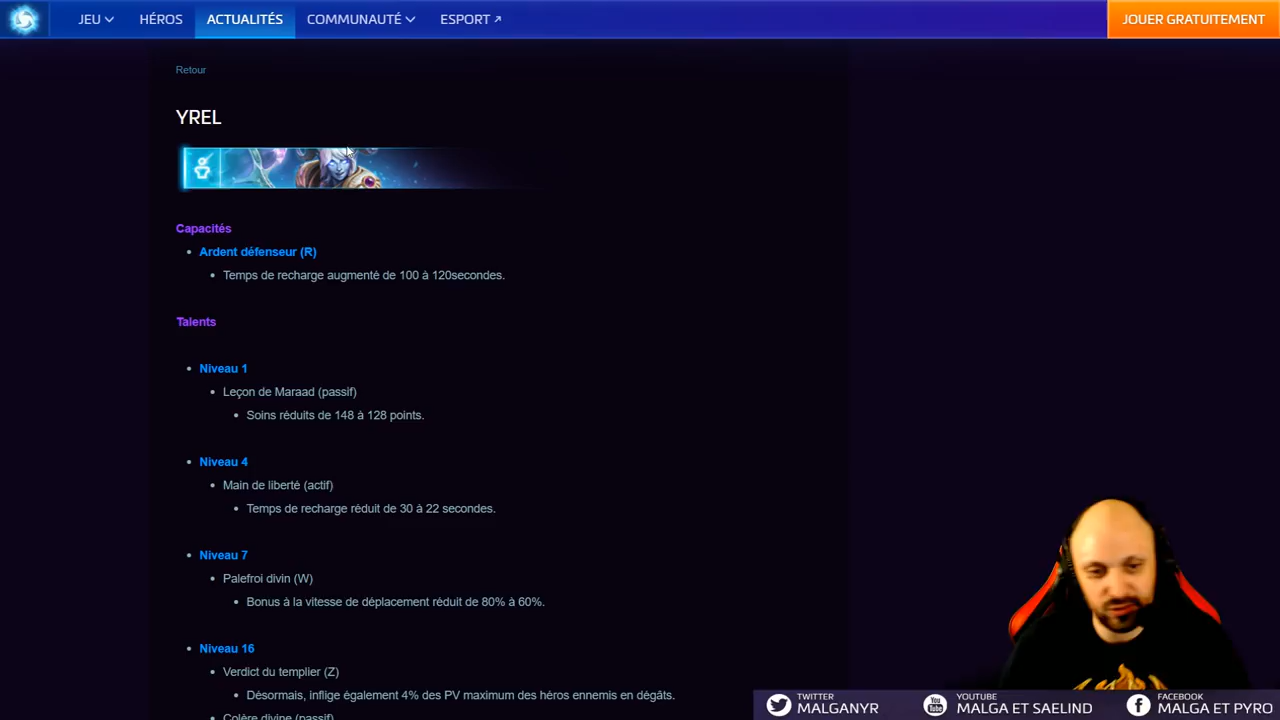 JEU HÉROS ACTUALITÉS COMMUNAUTÉ ESPORT JOUER GRATUITEMENT
Retour
YREL
Capacités
Ardent défenseur (R)
Temps de recharge augmenté de 100 à 120secondes.
Talents
Niveau 1
Leçon de Maraad (passif)
Soins réduits de 148 à 128 points.
Niveau 4
Main de liberté (actif)
Temps de recharge réduit de 30 à 22 secondes.
Niveau 7
Palefroi divin (W)
Bonus à la vitesse de déplacement réduit de 80% à 60%.
Niveau 16
Verdict du templier (Z)
Désormais, inflige également 4% des PV maximum des héros ennemis en dégâts.
Colère divine (passif)
TWITTER
MALGANYR
YOUTUBE
MALGA ET SAELIND
FACEBOOK
MALGA ET PYRO